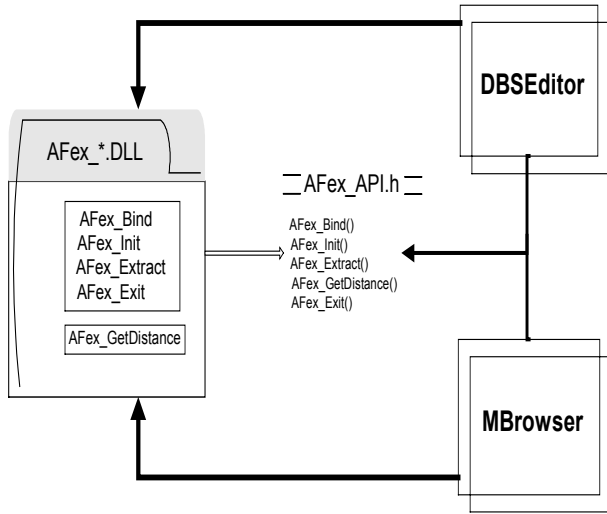 DBSEditor
AFex_*.DLL
AFex_API.h
AFex_Bind
AFex_Init
AFex_Extract
AFex_Exit
AFex_GetDistance
AFex_Bind()
AFex_Init()
AFex_Extract()
AFex_GetDistance()
AFex_Exit()
MBrowser